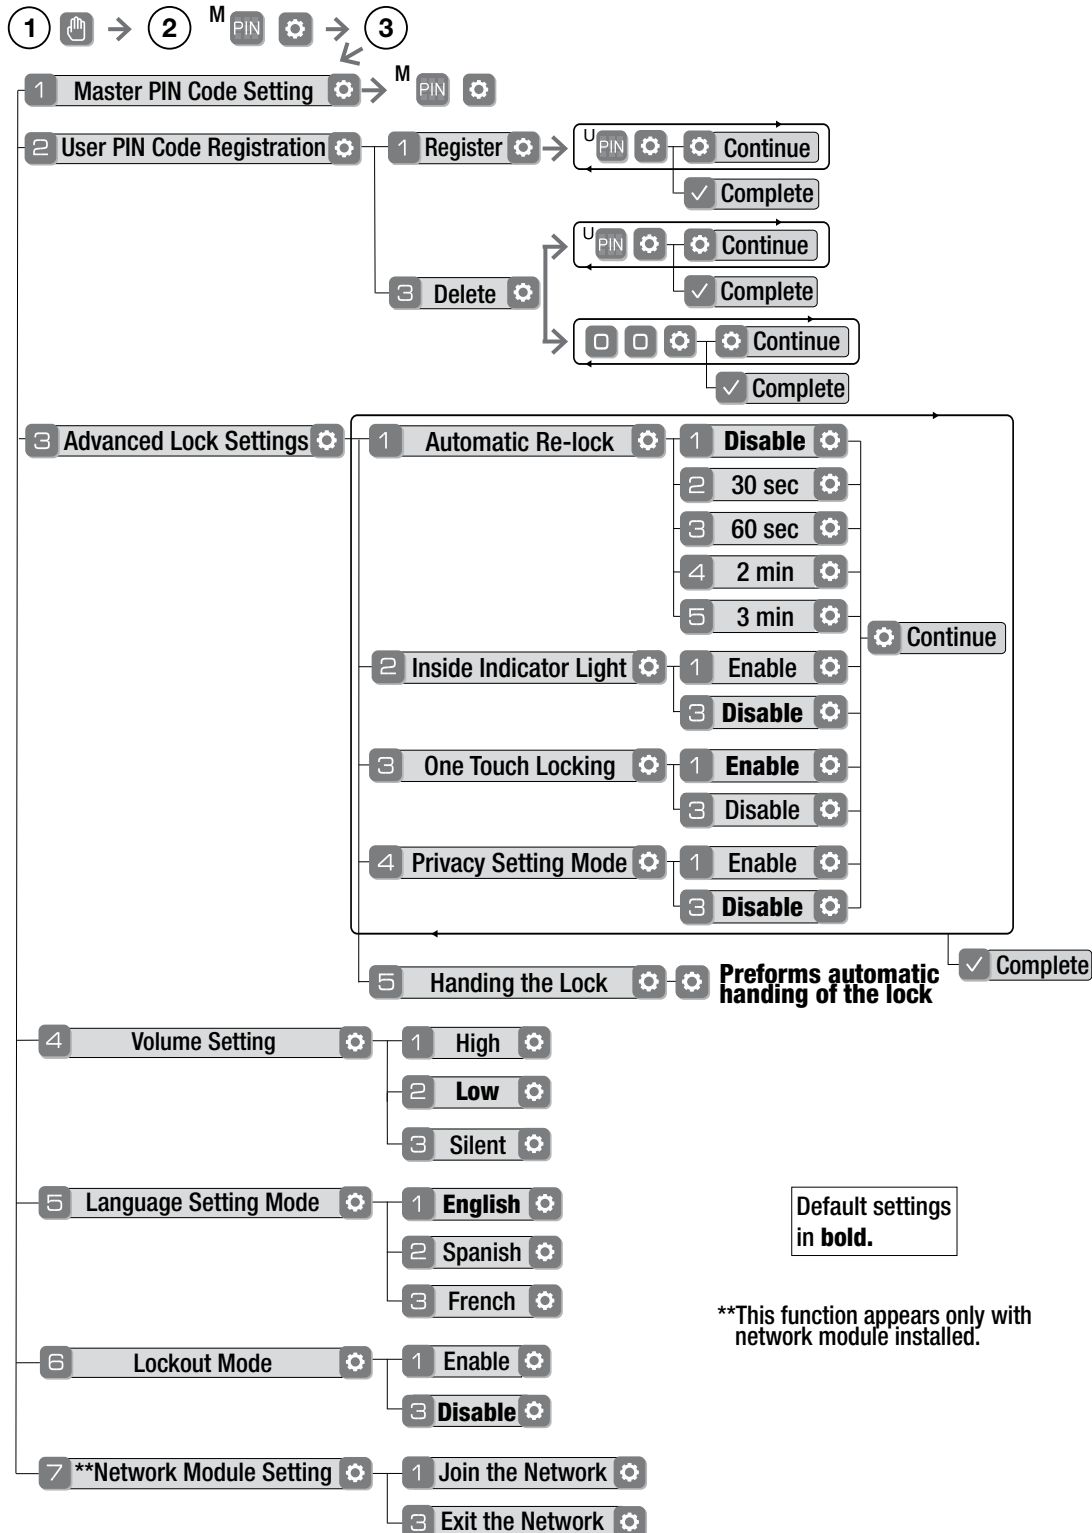 1 2 M PIN 3
1 Master PIN Code Setting M PIN
2 User PIN Code Registration 1 Register U PIN Continue
Complete
U PIN Continue
3 Delete Complete
0 0 Continue
Complete
3 Advanced Lock Settings 1 Automatic Re-lock 1 Disable
2 30 sec
3 60 sec
4 2 min
5 3 min
Continue
2 Inside Indicator Light 1 Enable
3 Disable
3 One Touch Locking 1 Enable
3 Disable
4 Privacy Setting Mode 1 Enable
3 Disable
Complete
5 Handing the Lock Preforms automatic
handing of the lock
4 Volume Setting 1 High
2 Low
3 Silent
5 Language Setting Mode 1 English
2 Spanish
3 French
Default settings
in bold.
**This function appears only with
network module installed.
6 Lockout Mode 1 Enable
3 Disable
7 **Network Module Setting 1 Join the Network
3 Exit the Network